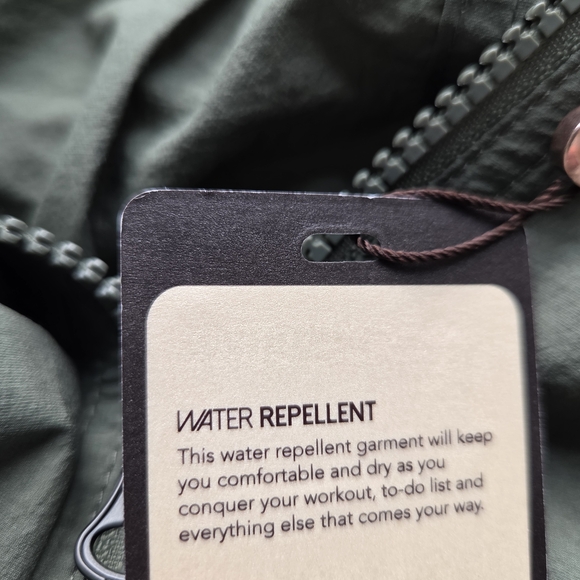 WATER REPELLENT
This water repellent garment will keep
you comfortable and dry as you
conquer your workout, to-do list and
everything else that comes your way.